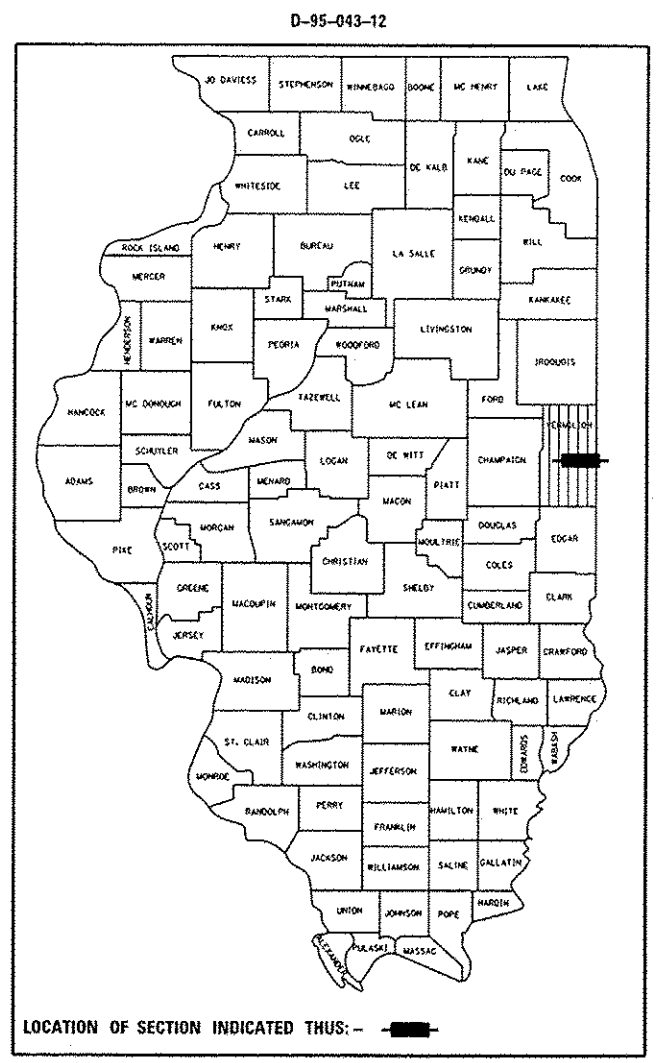 D-95-043-12
JO DAVIESS STEPHENSON WINNEBAGO BOONE MC HENRY LAKE
CARROLL OGLE
DE KALB KANE DU PAGE COOK
WHITESIDE LEE
KENDALL
ROCK ISLAND HENRY BUREAU LA SALLE GRUNDY WILL
MERCER PUTNAM
STARK MARSHALL KANKAKEE
HENDERSON WARREN KNOX PEORIA WOODFORD LIVINGSTON
IROQUOIS
HANCOCK MC DONOUGH FULTON TAZEWELL MC LEAN FORD
VERMILION
SCHUYLER MASON
ADAMS BROWN CASS MENARD LOGAN DE WITT PIATT CHAMPAIGN
MACON
PIKE SCOTT MORGAN SANGAMON MOULTRIE DOUGLAS EDGAR
CHRISTIAN COLES
CALHOUN GREENE MACOUPIN MONTGOMERY SHELBY CUMBERLAND CLARK
JERSEY
FAYETTE EFFINGHAM JASPER CRAWFORD
MADISON BOND
CLAY RICHLAND LAWRENCE
CLINTON MARION
ST. CLAIR WAYNE EDWARDS WABASH
MONROE WASHINGTON JEFFERSON
RANDOLPH PERRY HAMILTON WHITE
FRANKLIN
JACKSON WILLIAMSON SALINE GALLATIN
UNION JOHNSON POPE HARDIN
ALEXANDER PULASKI MASSAC
LOCATION OF SECTION INDICATED THUS:-